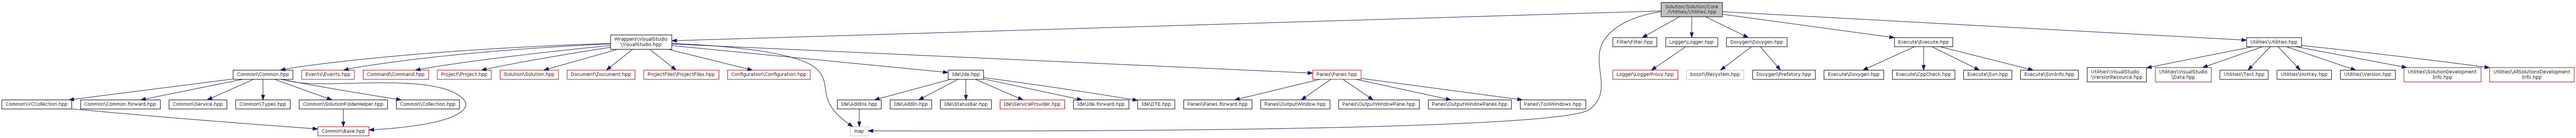 Solution/Solution/Core
/Utilities/Utilities.hpp
Wrappers\VisualStudio
\VisualStudio.hpp
Filter\Filter.hpp
Logger\Logger.hpp
Doxygen\Doxygen.hpp
Execute\Execute.hpp
Utilities\Utilities.hpp
Common\Common.hpp
Events\Events.hpp
Command\Command.hpp
Project\Project.hpp
Solution\Solution.hpp
Document\Document.hpp
ProjectFiles\ProjectFiles.hpp
Configuration\Configuration.hpp
Ide\Ide.hpp
Panes\Panes.hpp
Logger\LoggerProxy.hpp
boost\filesystem.hpp
Doxygen\Prefatory.hpp
Execute\Doxygen.hpp
Execute\CppCheck.hpp
Execute\Svn.hpp
Execute\SvnInfo.hpp
Utilities\VisualStudio
\VersionResource.hpp
Utilities\VisualStudio
\Data.hpp
Utilities\Text.hpp
Utilities\HotKey.hpp
Utilities\Version.hpp
Utilities\SolutionDevelopment
Info.hpp
Utilities\AllSolutionsDevelopment
Info.hpp
Common\VCCollection.hpp
Common\Common.forward.hpp
Common\Service.hpp
Common\Types.hpp
Common\SolutionFolderHelper.hpp
Common\Collection.hpp
Ide\AddIns.hpp
Ide\AddIn.hpp
Ide\StatusBar.hpp
Ide\ServiceProvider.hpp
Ide\Ide.forward.hpp
Ide\DTE.hpp
Panes\Panes.forward.hpp
Panes\OutputWindow.hpp
Panes\OutputWindowPane.hpp
Panes\OutputWindowPanes.hpp
Panes\ToolWindows.hpp
Common\Base.hpp
map